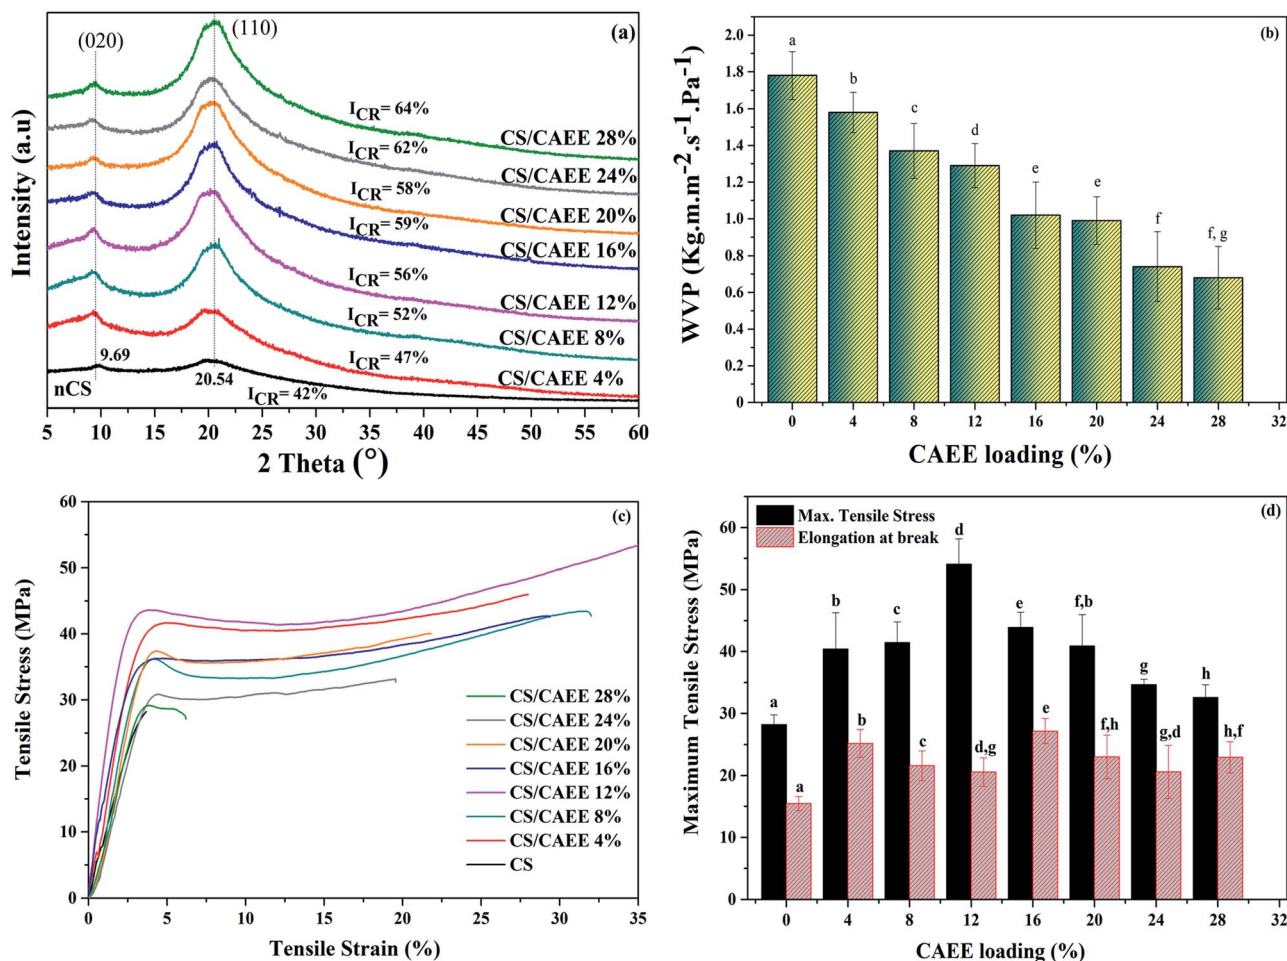 (a)
(020)
(110)
I_CR= 64%
CS/CAEE 28%
I_CR= 62%
CS/CAEE 24%
I_CR= 58%
CS/CAEE 20%
I_CR= 59%
CS/CAEE 16%
I_CR= 56%
CS/CAEE 12%
I_CR= 52%
CS/CAEE 8%
I_CR= 47%
CS/CAEE 4%
9.69
nCS
20.54
I_CR= 42%
Intensity (a.u)
5 10 15 20 25 30 35 40 45 50 55 60
2 Theta (°)
(b)
WVP (Kg.m.m⁻².s⁻¹.Pa⁻¹)
2.0
1.8
1.6
1.4
1.2
1.0
0.8
0.6
0.4
0.2
0
a
b
c
d
e
e
f
f, g
0 4 8 12 16 20 24 28 32
CAEE loading (%)
(c)
Tensile Stress (MPa)
60
50
40
30
20
10
0
CS/CAEE 28%
CS/CAEE 24%
CS/CAEE 20%
CS/CAEE 16%
CS/CAEE 12%
CS/CAEE 8%
CS/CAEE 4%
CS
0 5 10 15 20 25 30 35
Tensile Strain (%)
(d)
Max. Tensile Stress
Elongation at break
Maximum Tensile Stress (MPa)
60
50
40
30
20
10
0
a
a
b
b
c
c
d
d,g
e
e
f,b
f,h
g
g,d
h
h,f
0 4 8 12 16 20 24 28 32
CAEE loading (%)